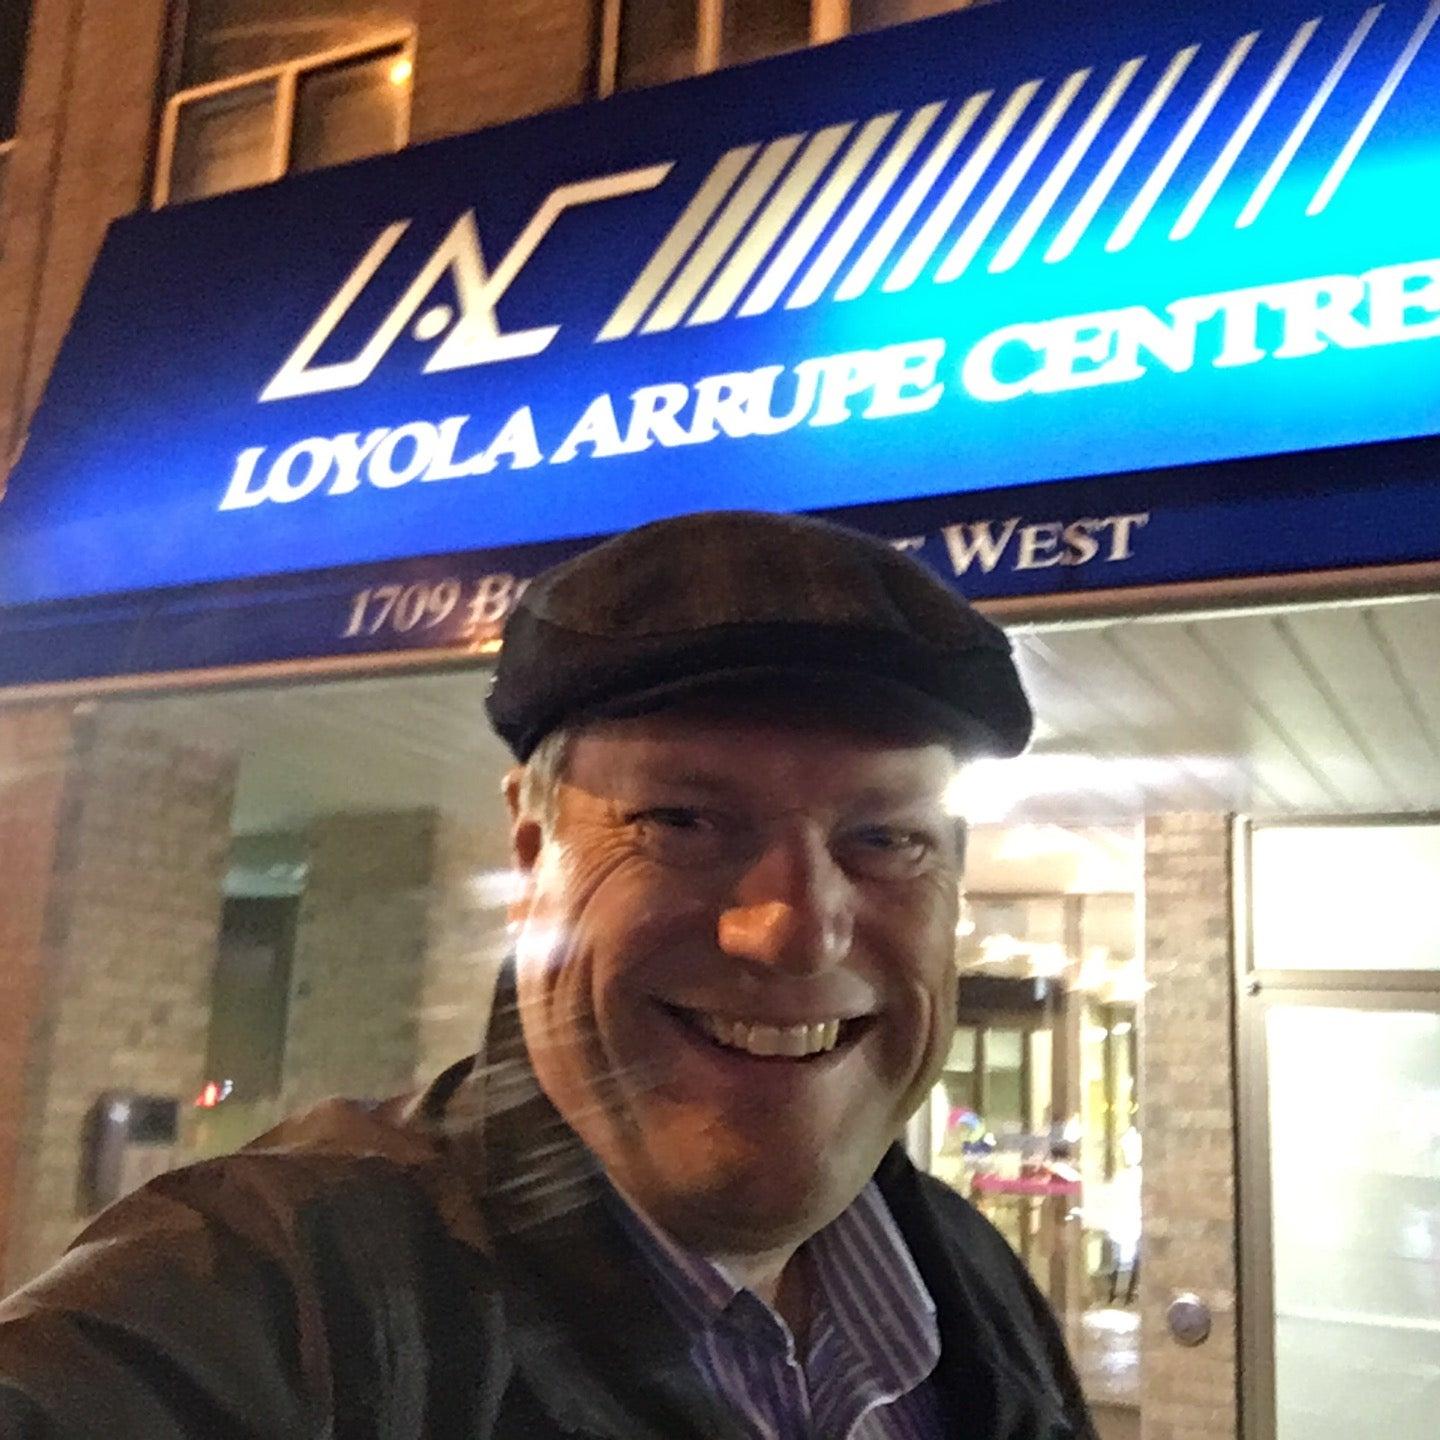 LAC
LOYOLA ARRUPE CENTRE
1709 WEST